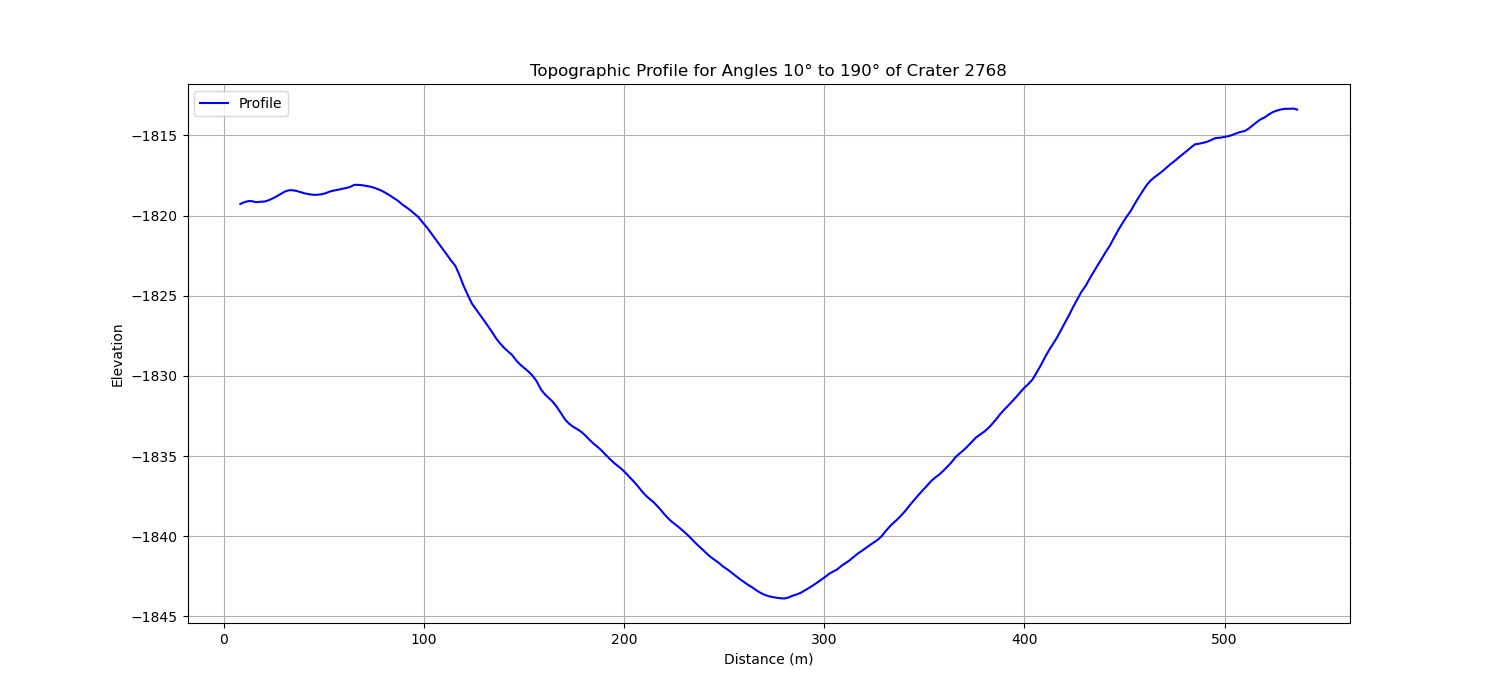 Topographic Profile for Angles 10° to 190° of Crater 2768
Profile
−1815
−1820
−1825
−1830
−1835
−1840
−1845
Elevation
0 100 200 300 400 500
Distance (m)